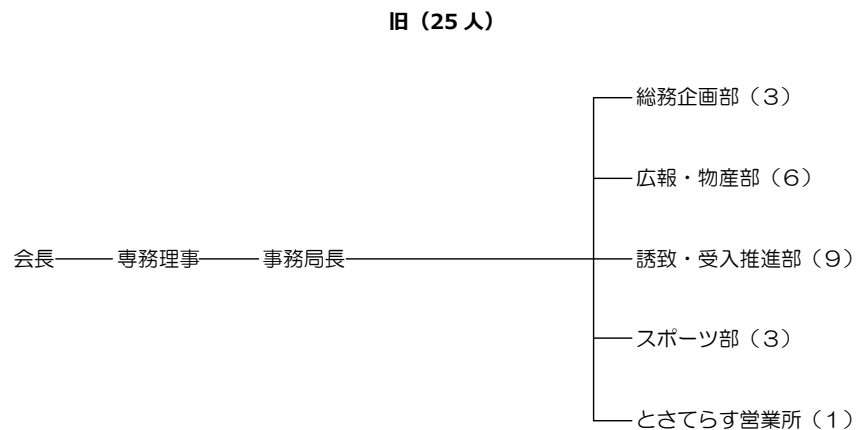 旧（25 人）
総務企画部（３）
広報・物産部（６）
会長 専務理事 事務局長 誘致・受入推進部（９）
スポーツ部（３）
とさてらす営業所（１）